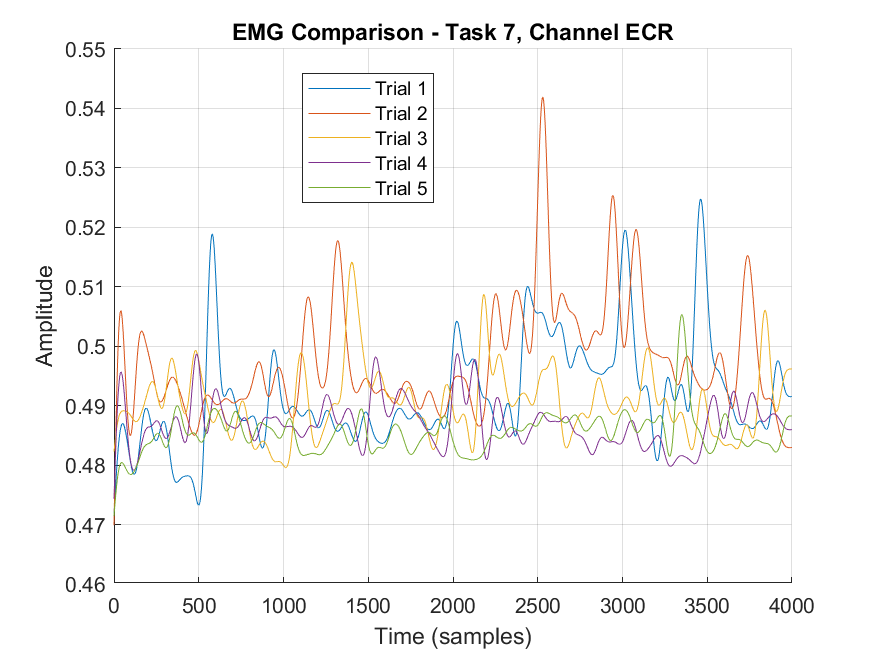 EMG Comparison - Task 7, Channel ECR
0.55
0.54
0.53
0.52
0.51
0.5
0.49
0.48
0.47
0.46
Amplitude
Trial 1
Trial 2
Trial 3
Trial 4
Trial 5
0 500 1000 1500 2000 2500 3000 3500 4000
Time (samples)